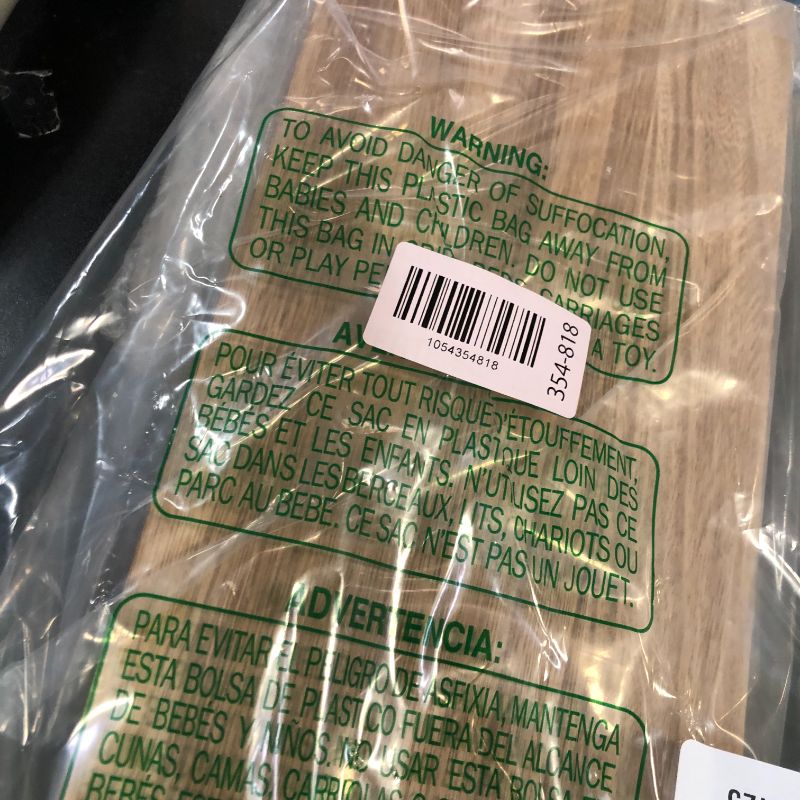 WARNING:
TO AVOID DANGER OF SUFFOCATION,
KEEP THIS PLASTIC BAG AWAY FROM
BABIES AND CHILDREN. DO NOT USE
THIS BAG IN CARRIAGES
OR PLAY A TOY.
1054354818
354-818
POUR ÉVITER TOUT RISQUE D'ÉTOUFFEMENT,
GARDEZ CE SAC EN PLASTIQUE LOIN DES
BÉBÉS ET LES ENFANTS. N'UTILISEZ PAS CE
SAC DANS LES BERCEAUX, LITS, CHARIOTS OU
PARC AU BEBE. CE SAC N'EST PAS UN JOUET.
ADVERTENCIA:
PARA EVITAR EL PELIGRO DE ASFIXIA, MANTENGA
ESTA BOLSA DE PLASTICO FUERA DEL ALCANCE
DE BEBÉS Y NIÑOS. NO USAR ESTA BOLSA
CUNAS, CAMAS,
BEBÉS